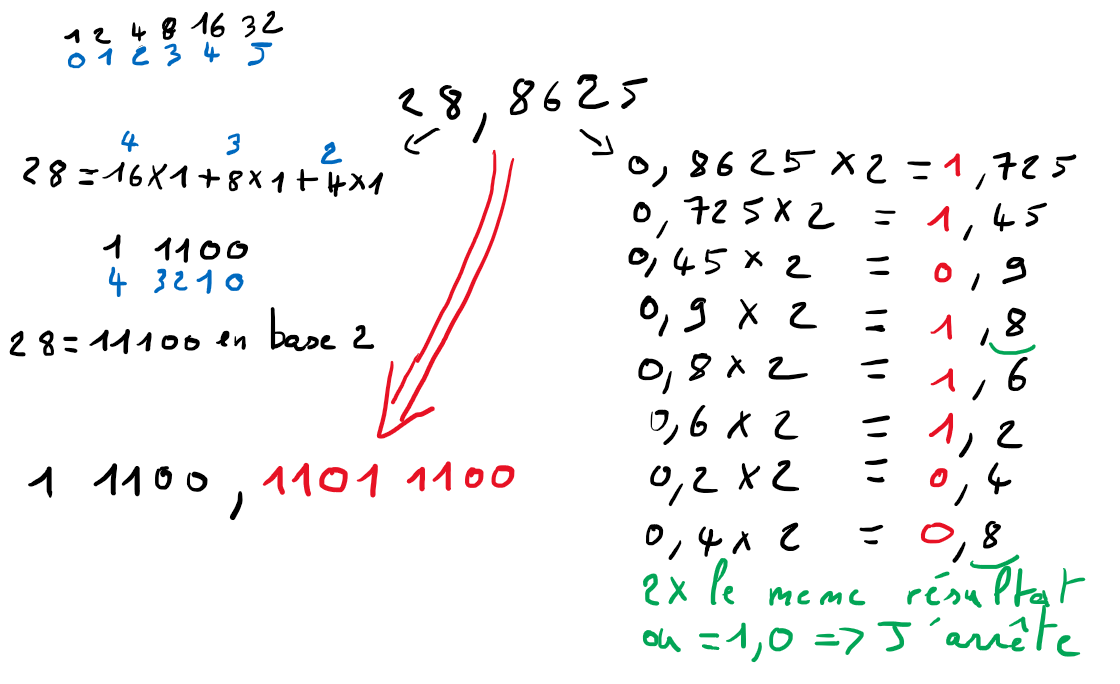 1 2 4 8 16 32
0 1 2 3 4 5
28,8625
4 3 2
28=16×1+8×1+4×1
1 1100
4 3210
28=11100 en base 2
1 1100,1101 1100
0,8625×2=1,725
0,725×2=1,45
0,45×2=0,9
0,9×2=1,8
0,8×2=1,6
0,6×2=1,2
0,2×2=0,4
0,4×2=0,8
2× le meme résultat
ou =1,0=>J'arrête